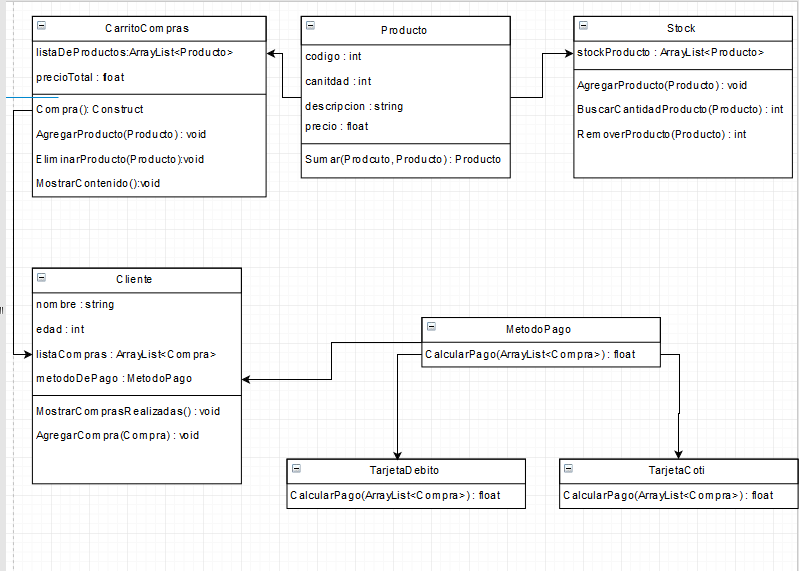 CarritoCompras
listaDeProductos:ArrayList<Producto>
precioTotal : float
Compra(): Construct
AgregarProducto(Producto) : void
EliminarProducto(Producto):void
MostrarContenido():void
Producto
codigo : int
canitdad : int
descripcion : string
precio : float
Sumar(Prodcuto, Producto) : Producto
Stock
stockProducto : ArrayList<Producto>
AgregarProducto(Producto) : void
BuscarCantidadProducto(Producto) : int
RemoverProducto(Producto) : int
Cliente
nombre : string
edad : int
listaCompras : ArrayList<Compra>
metodoDePago : MetodoPago
MostrarComprasRealizadas() : void
AgregarCompra(Compra) : void
MetodoPago
CalcularPago(ArrayList<Compra>) : float
TarjetaDebito
CalcularPago(ArrayList<Compra>) : float
TarjetaCoti
CalcularPago(ArrayList<Compra>) : float